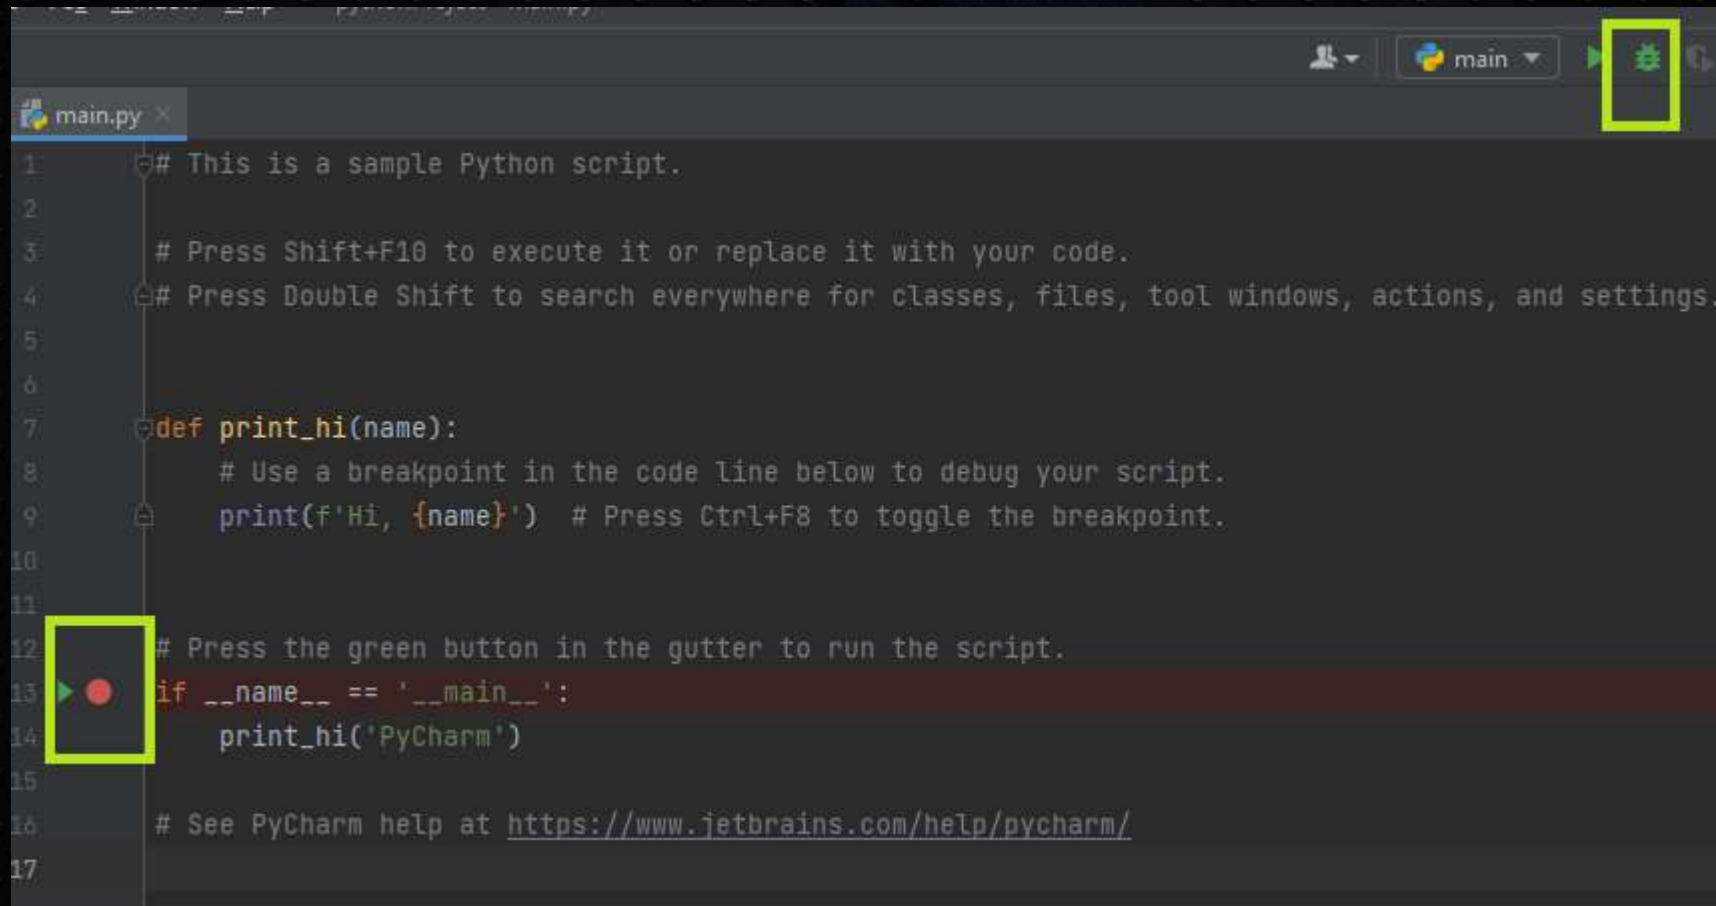 main
main.py
1 # This is a sample Python script.
2
3 # Press Shift+F10 to execute it or replace it with your code.
4 # Press Double Shift to search everywhere for classes, files, tool windows, actions, and settings.
5
6
7 def print_hi(name):
8 # Use a breakpoint in the code line below to debug your script.
9 print(f'Hi, {name}') # Press Ctrl+F8 to toggle the breakpoint.
10
11
12 # Press the green button in the gutter to run the script.
13 if __name__ == '__main__':
14 print_hi('PyCharm')
15
16 # See PyCharm help at https://www.jetbrains.com/help/pycharm/
17